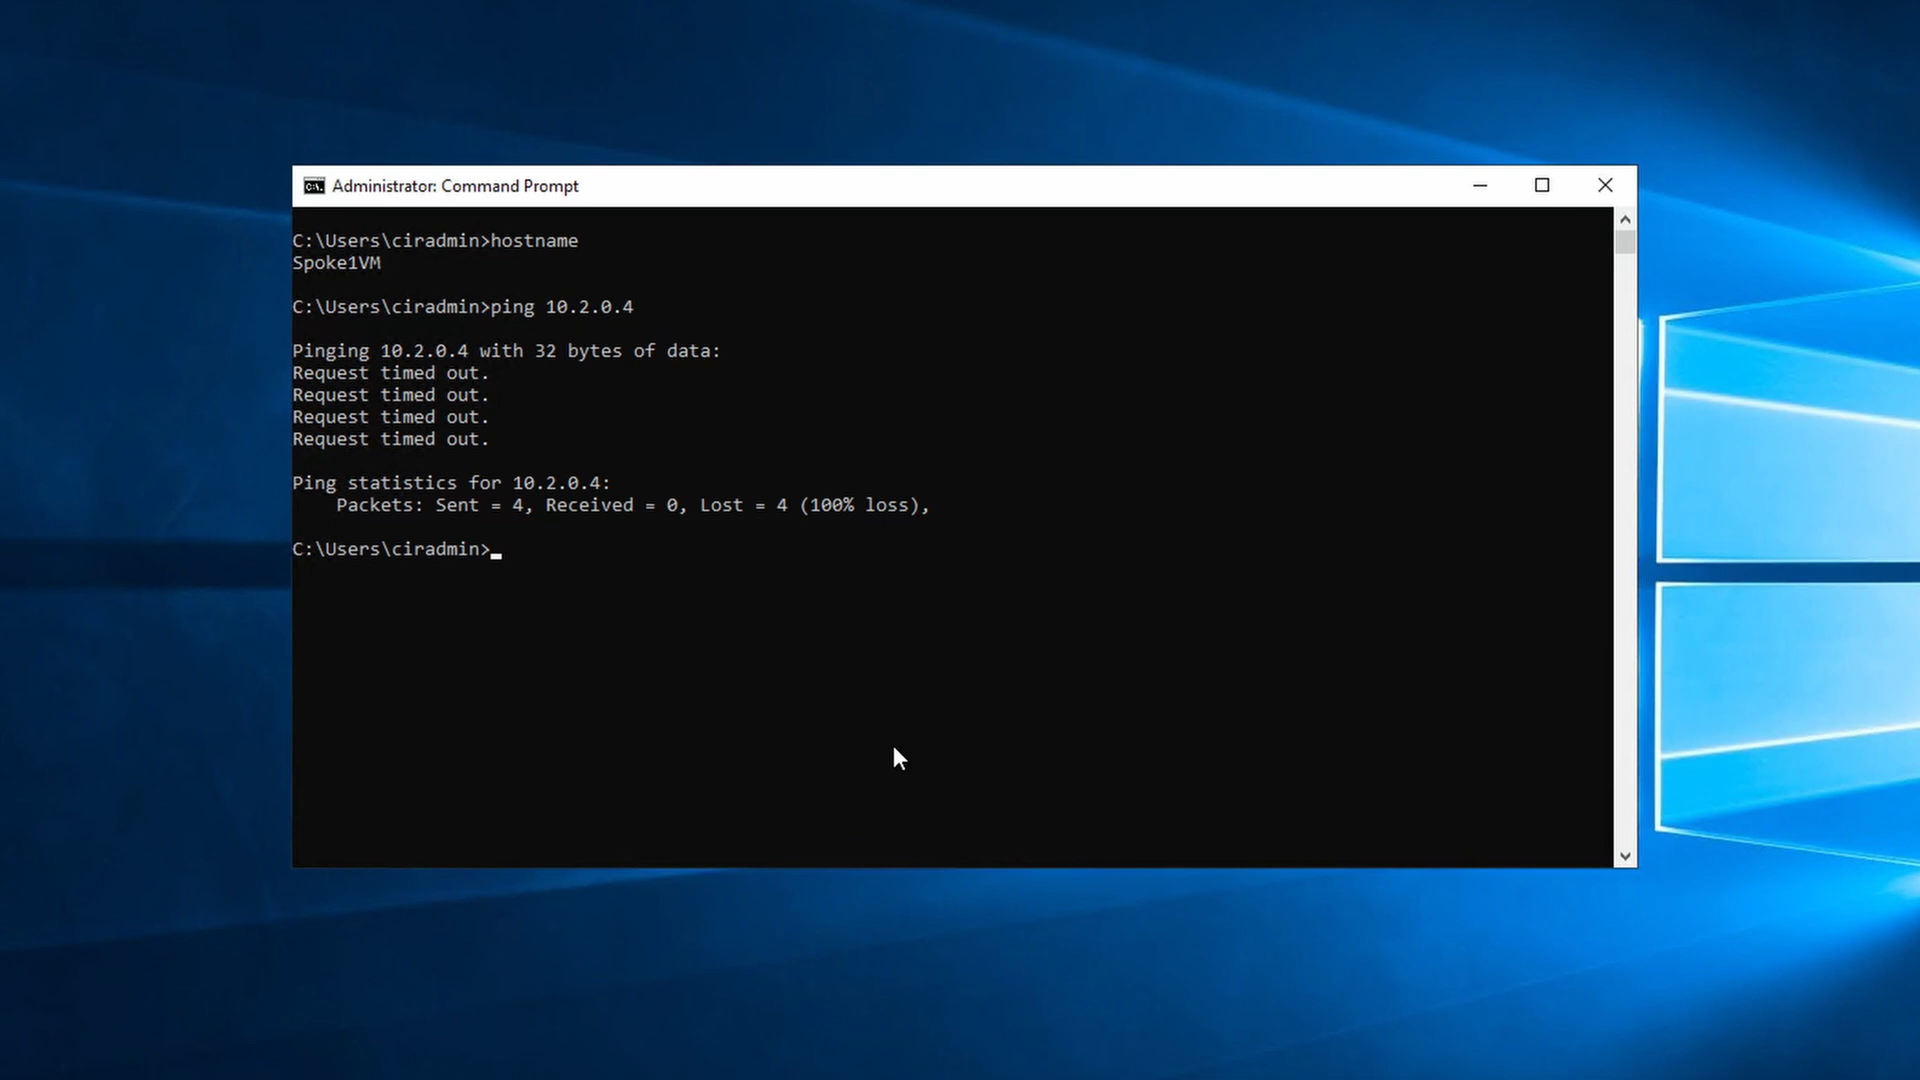 Administrator: Command Prompt
C:\Users\ciradmin>hostname
Spoke1VM
C:\Users\ciradmin>ping 10.2.0.4
Pinging 10.2.0.4 with 32 bytes of data:
Request timed out.
Request timed out.
Request timed out.
Request timed out.
Ping statistics for 10.2.0.4:
    Packets: Sent = 4, Received = 0, Lost = 4 (100% loss),
C:\Users\ciradmin>